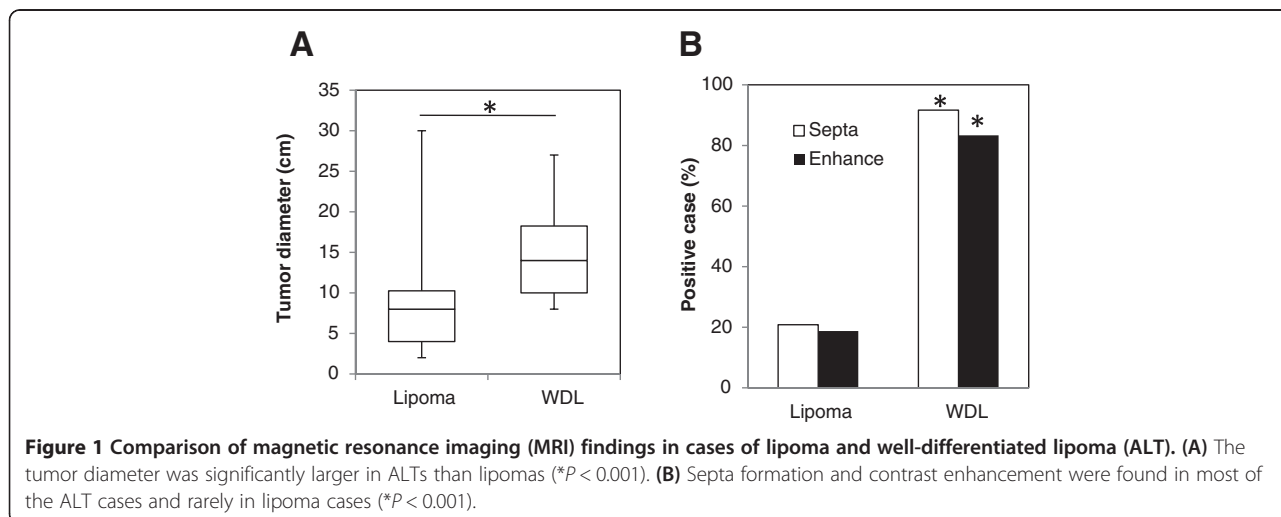 A
B
Tumor diameter (cm)
35
30
25
20
15
10
5
0
*
Lipoma
WDL
Positive case (%)
100
80
60
40
20
0
Septa
Enhance
*
*
Lipoma
WDL
Figure 1 Comparison of magnetic resonance imaging (MRI) findings in cases of lipoma and well-differentiated lipoma (ALT). (A) The
tumor diameter was significantly larger in ALTs than lipomas (*P < 0.001). (B) Septa formation and contrast enhancement were found in most of
the ALT cases and rarely in lipoma cases (*P < 0.001).